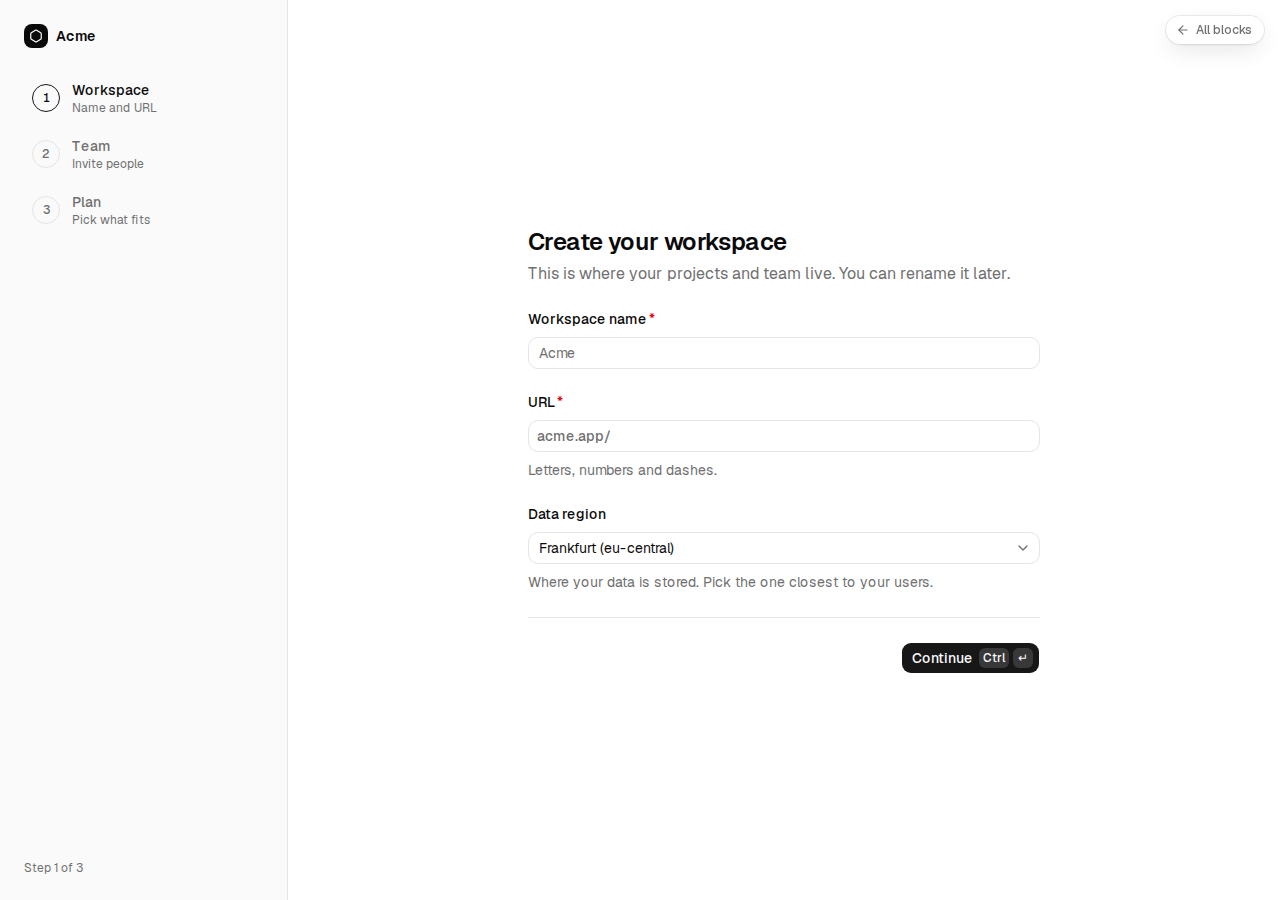 Acme
All blocks
1 Workspace
Name and URL
2 Team
Invite people
3 Plan
Pick what fits
Create your workspace
This is where your projects and team live. You can rename it later.
Workspace name *
Acme
URL *
acme.app/
Letters, numbers and dashes.
Data region
Frankfurt (eu-central)
Where your data is stored. Pick the one closest to your users.
Continue Ctrl ↵
Step 1 of 3